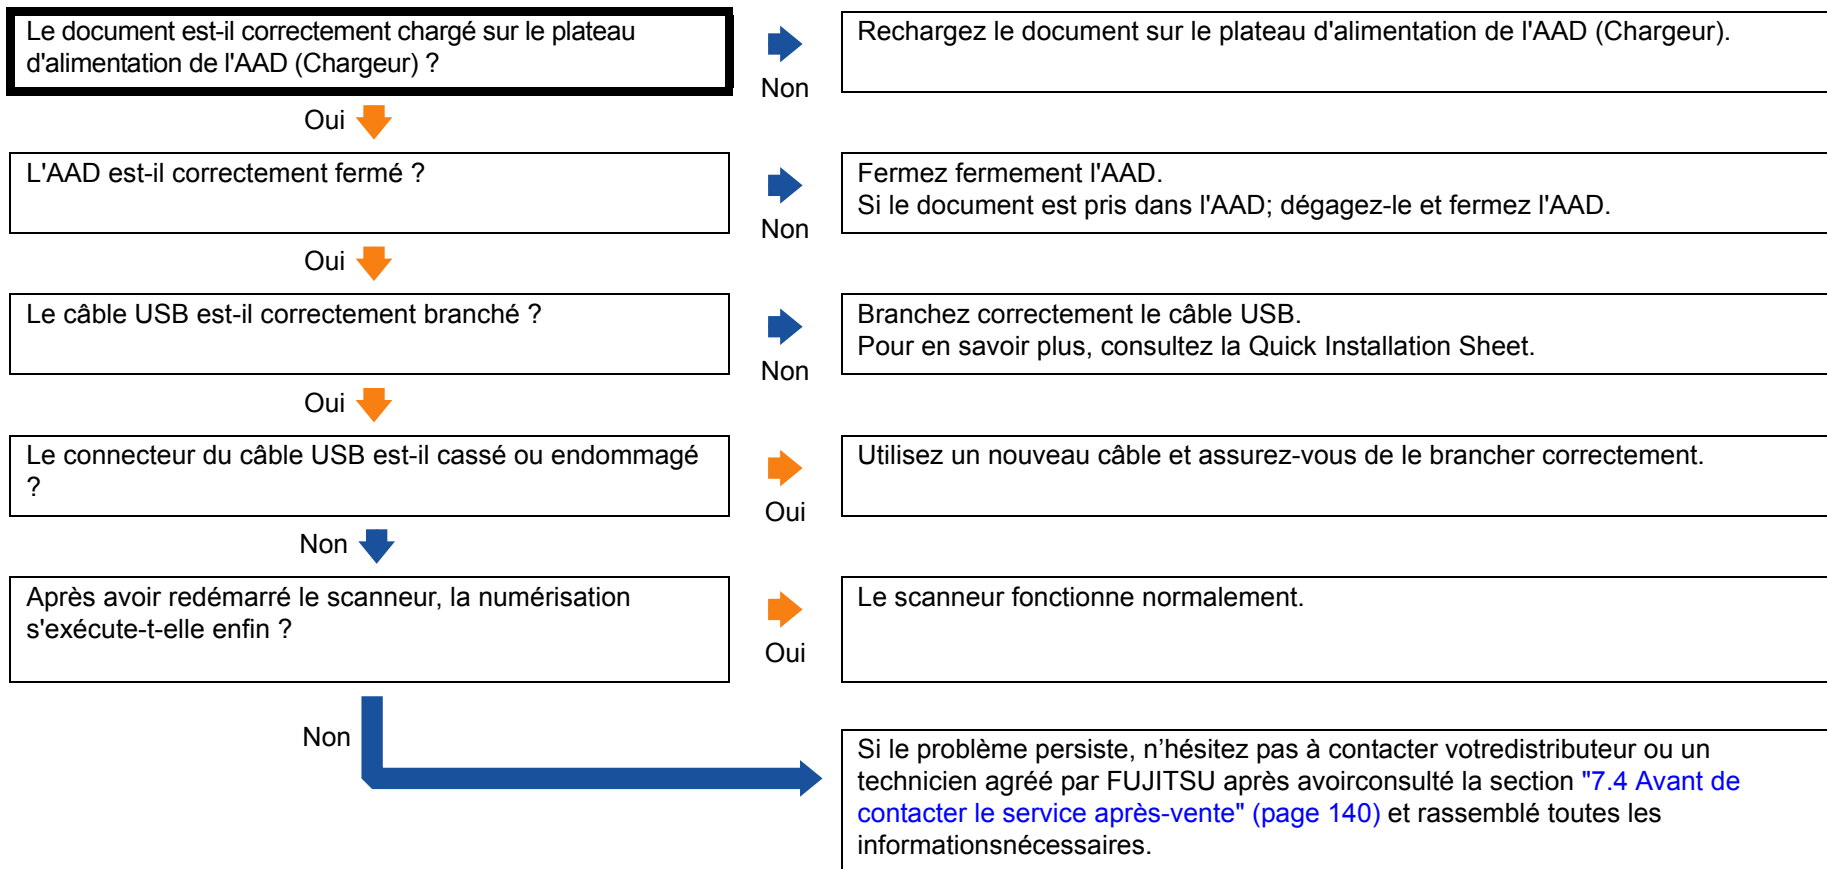 Le document est-il correctement chargé sur le plateau
d'alimentation de l'AAD (Chargeur) ?
Non
Rechargez le document sur le plateau d'alimentation de l'AAD (Chargeur).
Oui
L'AAD est-il correctement fermé ?
Non
Fermez fermement l'AAD.
Si le document est pris dans l'AAD; dégagez-le et fermez l'AAD.
Oui
Le câble USB est-il correctement branché ?
Non
Branchez correctement le câble USB.
Pour en savoir plus, consultez la Quick Installation Sheet.
Oui
Le connecteur du câble USB est-il cassé ou endommagé
?
Oui
Utilisez un nouveau câble et assurez-vous de le brancher correctement.
Non
Après avoir redémarré le scanneur, la numérisation
s'exécute-t-elle enfin ?
Oui
Le scanneur fonctionne normalement.
Non
Si le problème persiste, n’hésitez pas à contacter votredistributeur ou un
technicien agréé par FUJITSU après avoirconsulté la section "7.4 Avant de
contacter le service après-vente" (page 140) et rassemblé toutes les
informationsnécessaires.